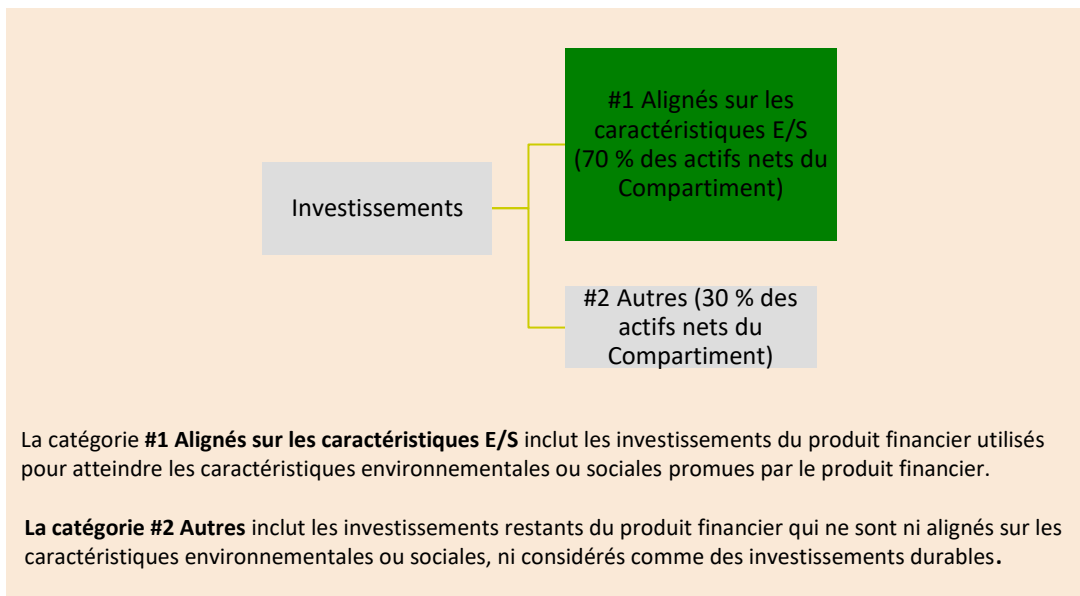 #1 Alignés sur les
caractéristiques E/S
(70 % des actifs nets du
Compartiment)
Investissements
#2 Autres (30 % des
actifs nets du
Compartiment)
La catégorie #1 Alignés sur les caractéristiques E/S inclut les investissements du produit financier utilisés
pour atteindre les caractéristiques environnementales ou sociales promues par le produit financier.
La catégorie #2 Autres inclut les investissements restants du produit financier qui ne sont ni alignés sur les
caractéristiques environnementales ou sociales, ni considérés comme des investissements durables.